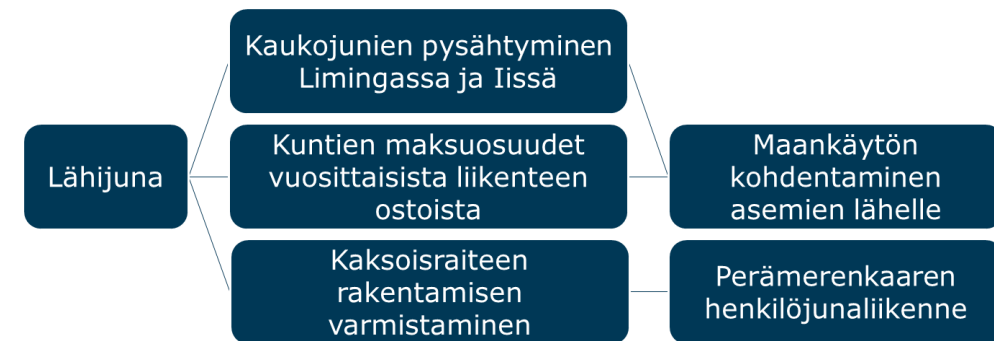 Lähijuna
Kaukojunien pysähtyminen
Limingassa ja Iissä
Kuntien maksuosuudet
vuosittaisista liikenteen
ostoista
Kaksoisraiteen
rakentamisen
varmistaminen
Maankäytön
kohdentaminen
asemien lähelle
Perämerenkaaren
henkilöjunaliikenne